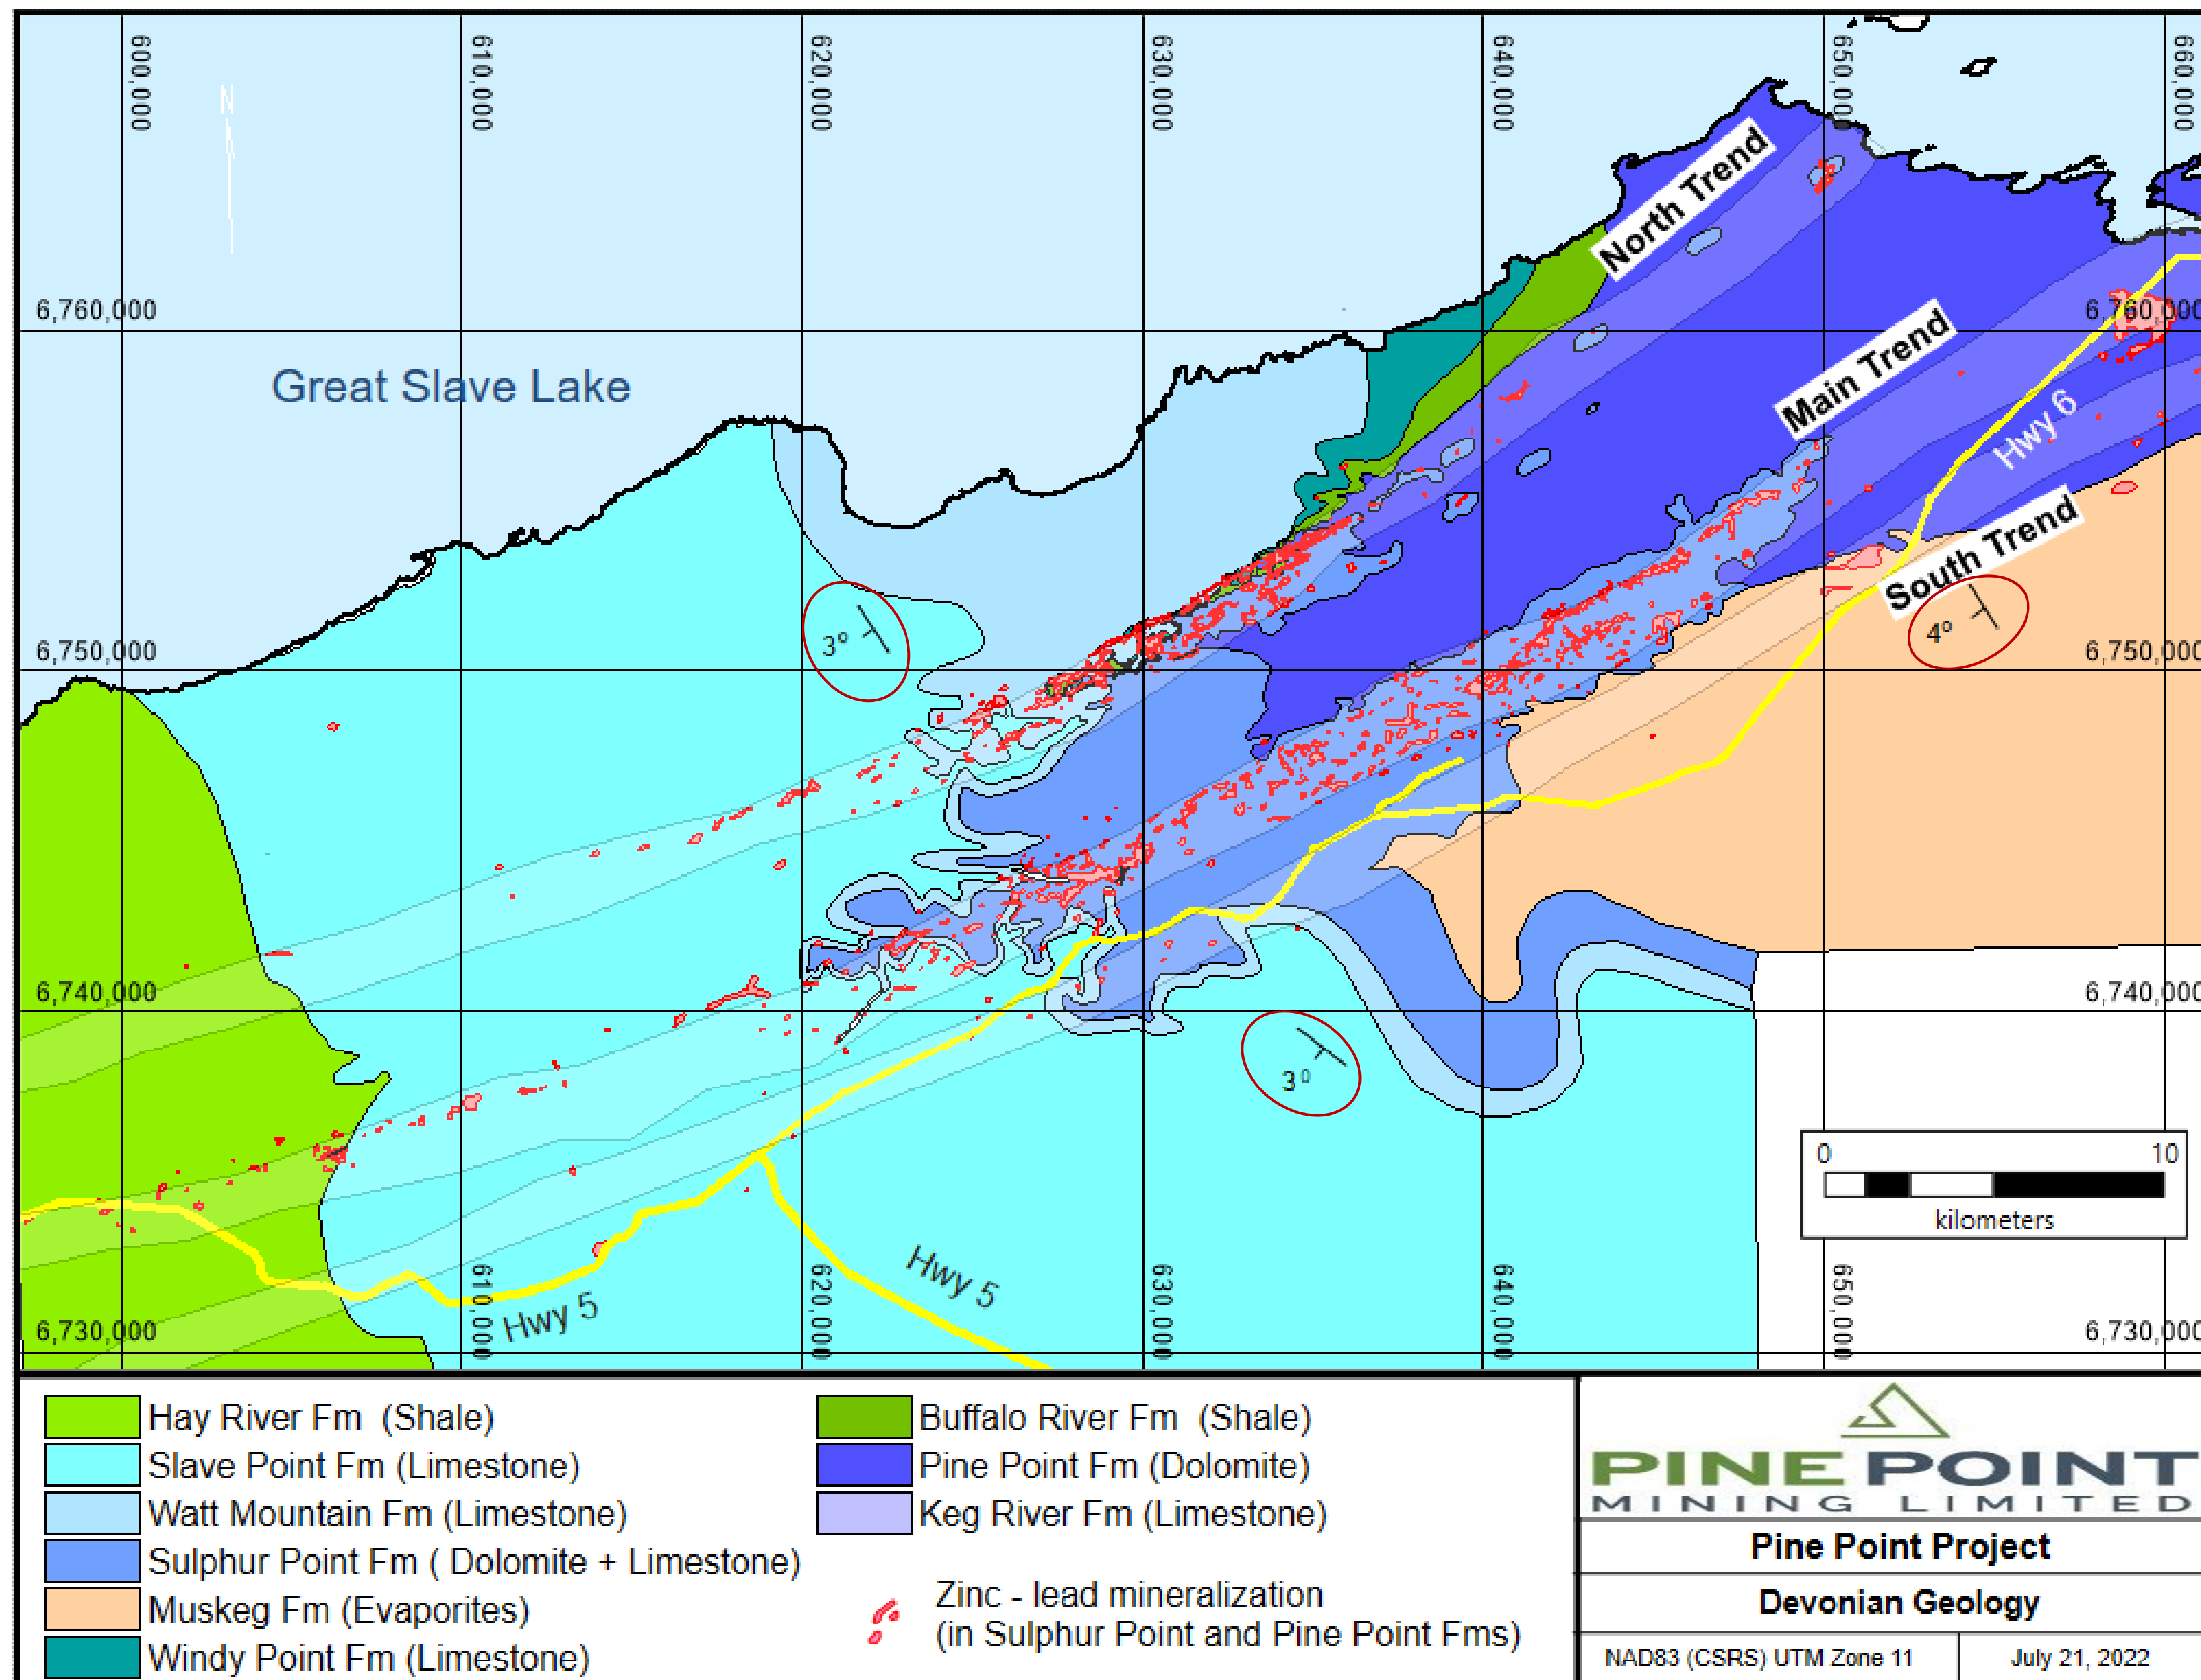 600,000
610,000
620,000
630,000
640,000
650,000
660,000
N
North Trend
6,760,000
6,760,000
Main Trend
Great Slave Lake
Hwy 6
South Trend
3°
4°
6,750,000
6,750,000
6,740,000
6,740,000
3⁰
0 10
kilometers
Hwy 5
Hwy 5
610,000
620,000
630,000
640,000
650,000
6,730,000
6,730,000
Hay River Fm (Shale)
Slave Point Fm (Limestone)
Watt Mountain Fm (Limestone)
Sulphur Point Fm ( Dolomite + Limestone)
Muskeg Fm (Evaporites)
Windy Point Fm (Limestone)
Buffalo River Fm (Shale)
Pine Point Fm (Dolomite)
Keg River Fm (Limestone)
Zinc - lead mineralization
(in Sulphur Point and Pine Point Fms)
PINE POINT
MINING LIMITED
Pine Point Project
Devonian Geology
NAD83 (CSRS) UTM Zone 11
July 21, 2022